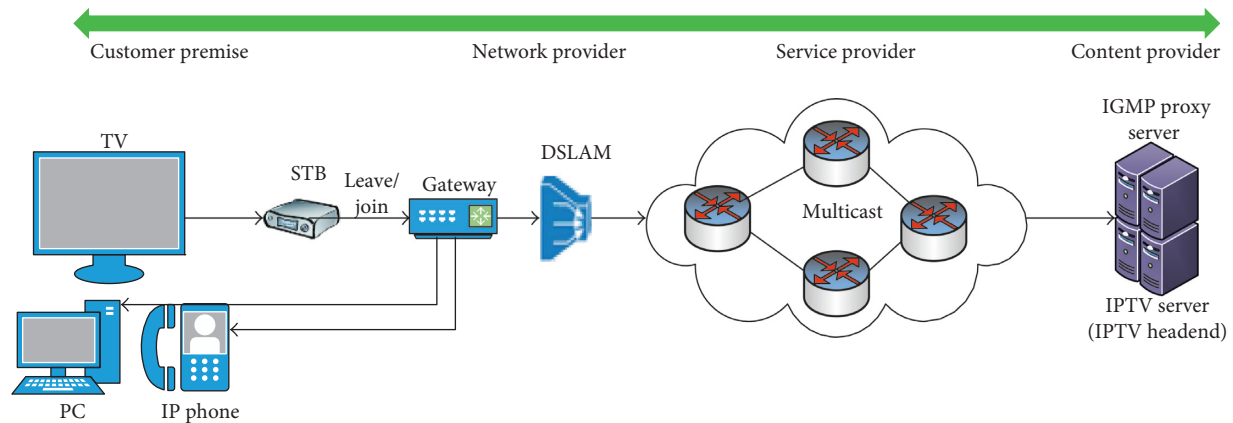 Customer premise
Network provider
Service provider
Content provider
IGMP proxy
server
TV
STB
Leave/
join
Gateway
DSLAM
Multicast
IPTV server
(IPTV headend)
PC
IP phone